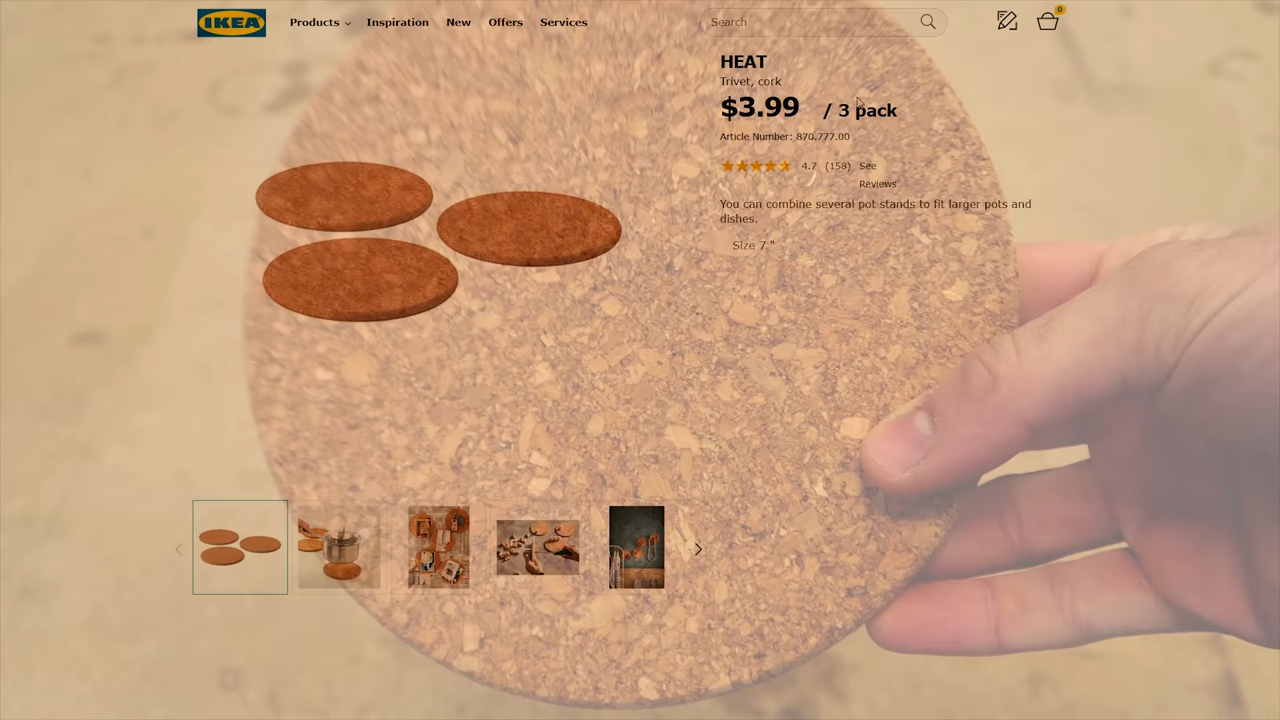 IKEA Products Inspiration New Offers Services Search 0
HEAT
Trivet, cork
$3.99 / 3 pack
Article Number: 870.777.00
4.7 (158) See
Reviews
You can combine several pot stands to fit larger pots and
dishes.
Size 7 "